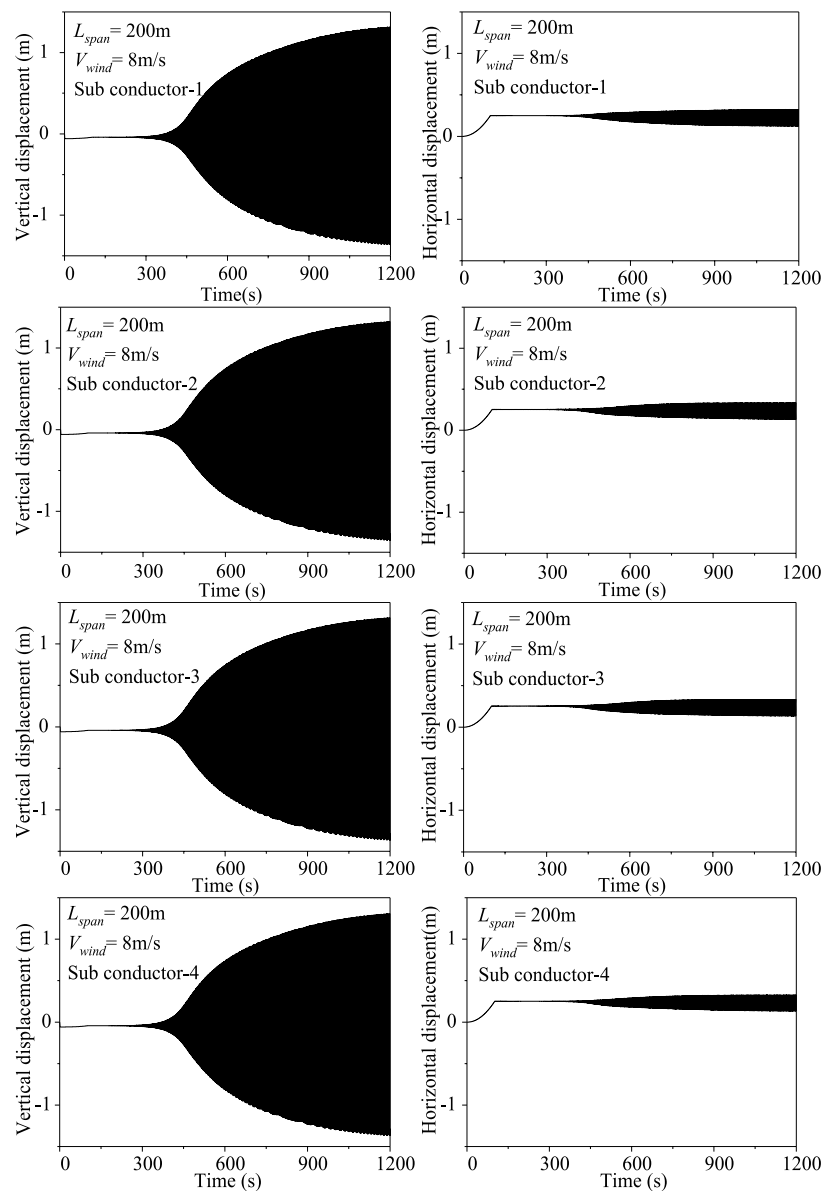 Vertical displacement (m)
1
0
-1
L_span = 200m
V_wind = 8m/s
Sub conductor-1
0 300 600 900 1200
Time(s)
Horizontal displacement (m)
1
0
-1
L_span = 200m
V_wind = 8m/s
Sub conductor-1
0 300 600 900 1200
Time (s)
Vertical displacement (m)
1
0
-1
L_span = 200m
V_wind = 8m/s
Sub conductor-2
0 300 600 900 1200
Time (s)
Horizontal displacement (m)
1
0
-1
L_span = 200m
V_wind = 8m/s
Sub conductor-2
0 300 600 900 1200
Time (s)
Vertical displacement (m)
1
0
-1
L_span = 200m
V_wind = 8m/s
Sub conductor-3
0 300 600 900 1200
Time (s)
Horizontal displacement (m)
1
0
-1
L_span = 200m
V_wind = 8m/s
Sub conductor-3
0 300 600 900 1200
Time (s)
Vertical displacement (m)
1
0
-1
L_span = 200m
V_wind = 8m/s
Sub conductor-4
0 300 600 900 1200
Time (s)
Horizontal displacement(m)
1
0
-1
L_span = 200m
V_wind = 8m/s
Sub conductor-4
0 300 600 900 1200
Time (s)